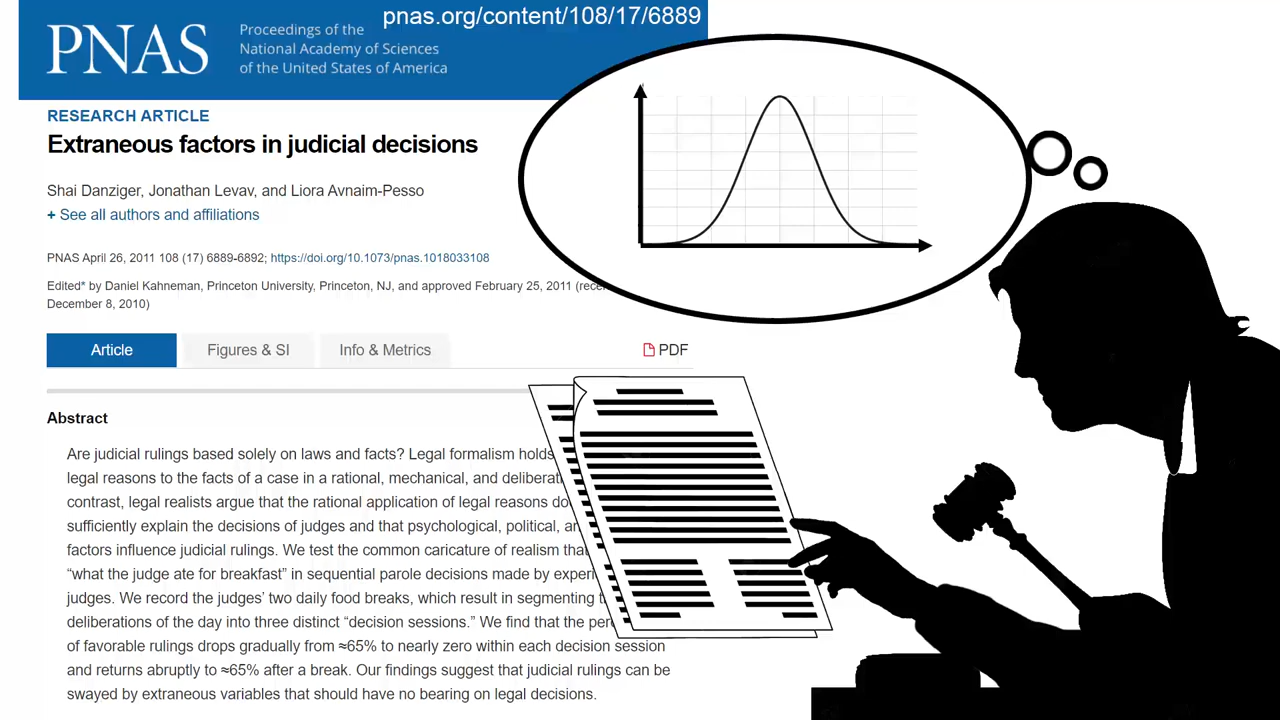 pnas.org/content/108/17/6889
PNAS
Proceedings of the
National Academy of Sciences
of the United States of America
RESEARCH ARTICLE
Extraneous factors in judicial decisions
Shai Danziger, Jonathan Levav, and Liora Avnaim-Pesso
+ See all authors and affiliations
PNAS April 26, 2011 108 (17) 6889-6892; https://doi.org/10.1073/pnas.1018033108
Edited* by Daniel Kahneman, Princeton University, Princeton, NJ, and approved February 25, 2011
December 8, 2010)
Article
Figures & SI
Info & Metrics
PDF
Abstract
Are judicial rulings based solely on laws and facts? Legal formalism holds
legal reasons to the facts of a case in a rational, mechanical, and
contrast, legal realists argue that the rational application of legal reasons
sufficiently explain the decisions of judges and that psychological, political,
factors influence judicial rulings. We test the common caricature of realism
“what the judge ate for breakfast” in sequential parole decisions made by
judges. We record the judges’ two daily food breaks, which result in segmenting
deliberations of the day into three distinct “decision sessions.” We find that the
of favorable rulings drops gradually from ≈65% to nearly zero within each decision session
and returns abruptly to ≈65% after a break. Our findings suggest that judicial rulings can be
swayed by extraneous variables that should have no bearing on legal decisions.